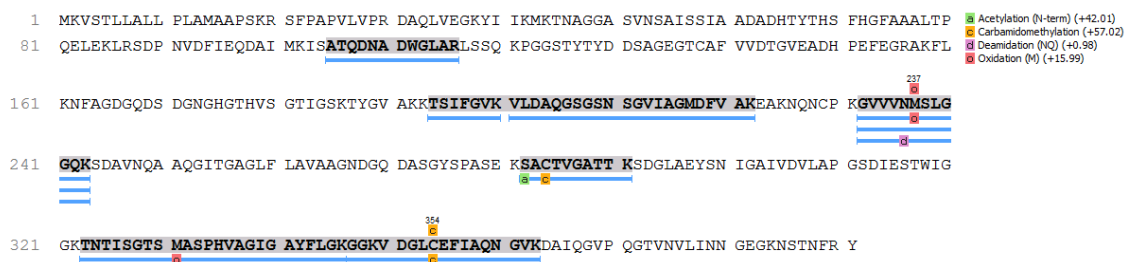 1 MKVSTLLALL PLAMAAPSKR SFPAPVLVPR DAQLVEGKYI IKMKTNAGGA SVNSAISSIA ADADHTYTHS FHGFAAALTP
a Acetylation (N-term) (+42.01)
c Carbamidomethylation (+57.02)
d Deamidation (NQ) (+0.98)
o Oxidation (M) (+15.99)
81 QELEKLRSDP NVDFIEQDAI MKISATQDNA DWGLARLSSQ KPGGSTYTYD DSAGEGTCAF VVDTGVEADH PEFEGRAKFL
237
o
161 KNFAGDGQDS DGNGHGTHVS GTIGSKTYGV AKKTSIFGVK VLDAQGSGSN SGVIAGMDFV AKEAKNQNCP KGVVVNMSLG
o
d
241 GQKSDAVNQA AQGITGAGLF LAVAAGNDGQ DASGYSPASE KSACTVGATT KSDGLAEYSN IGAIVDVLAP GSDIESTWIG
a c
354
c
321 GKTNTISGTS MASPHVAGIG AYFLGKGGKV DGLCEFIAQN GVKDAIQGVP QGTVNVLINN GEGKNSTNFR Y
o c